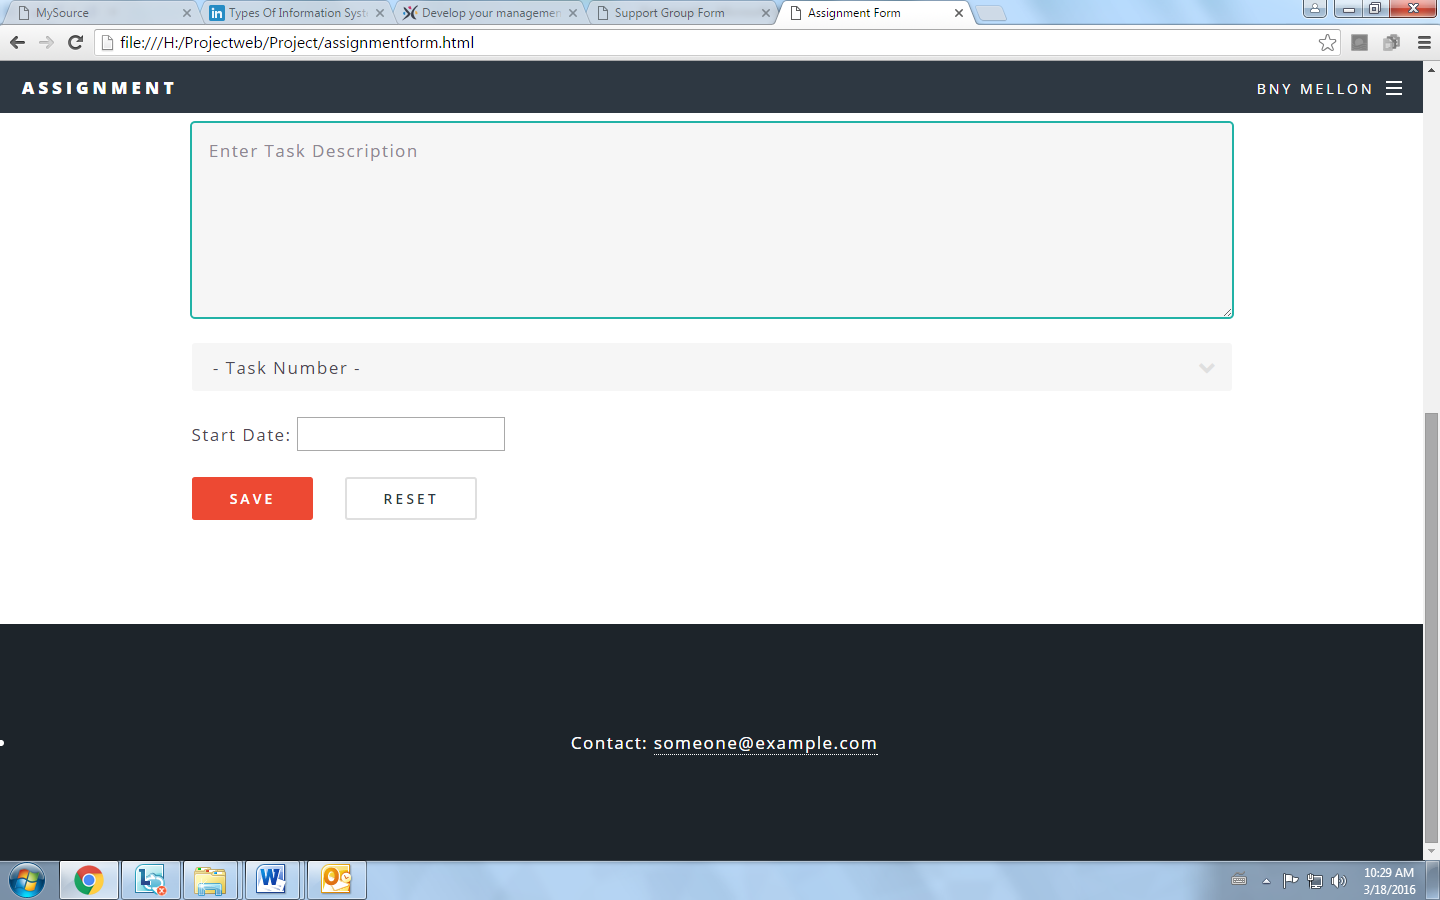 MySource
Types Of Information Syste
Develop your managemen
Support Group Form
Assignment Form
file:///H:/Projectweb/Project/assignmentform.html
ASSIGNMENT
BNY MELLON
Enter Task Description
- Task Number -
Start Date:
SAVE
RESET
Contact: someone@example.com
10:29 AM
3/18/2016